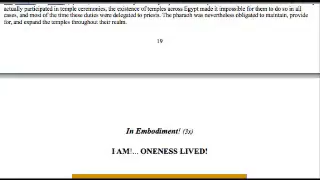 actually participated in temple ceremonies, the existence of temples across Egypt made it impossible for them to do so in all
cases, and most of the time these duties were delegated to priests. The pharaoh was nevertheless obligated to maintain, provide
for, and expand the temples throughout their realm.
19
In Embodiment! (3x)
I AM!... ONENESS LIVED!